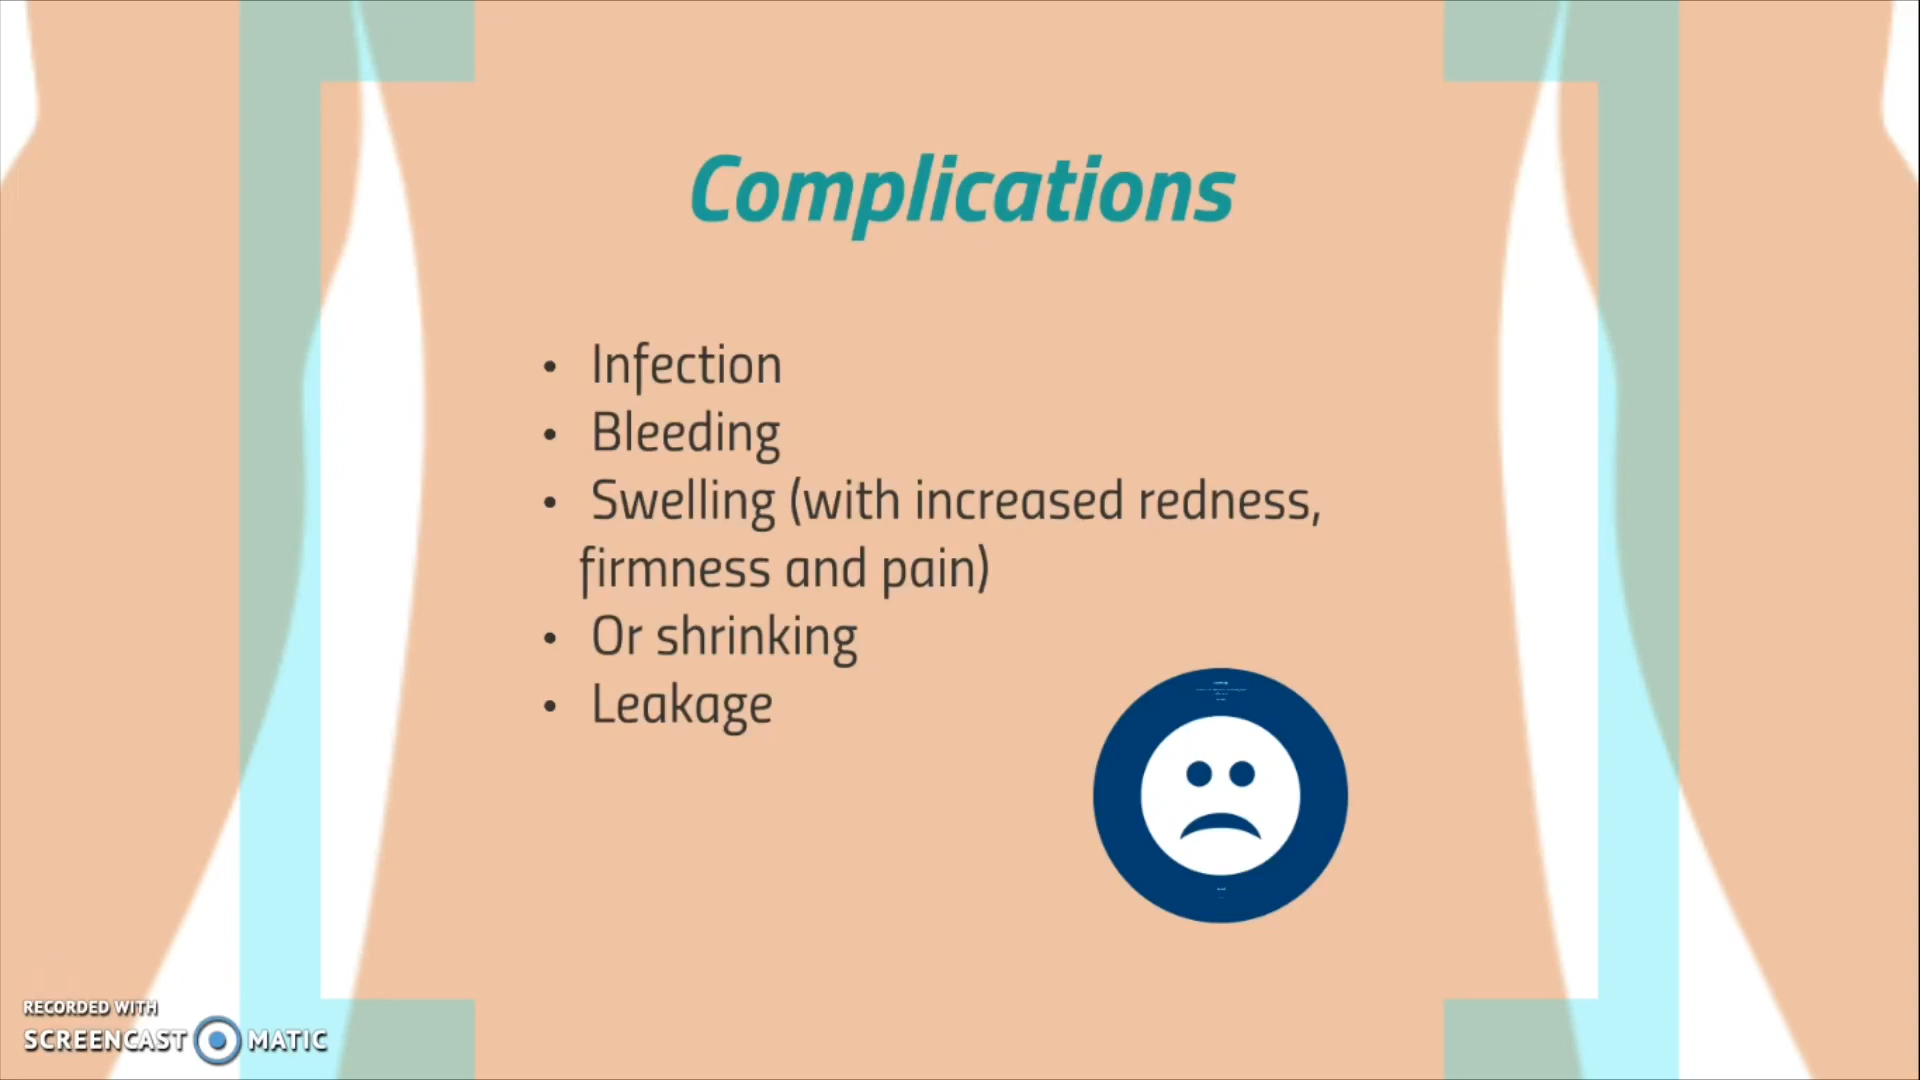 Complications
• Infection
• Bleeding
• Swelling (with increased redness,
firmness and pain)
• Or shrinking
• Leakage
RECORDED WITH
SCREENCAST MATIC